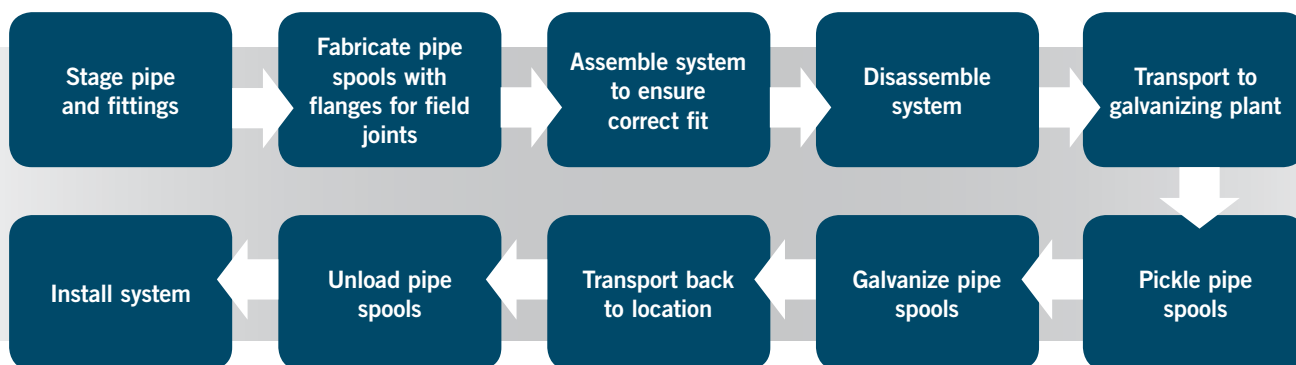 Stage pipe
and fittings
Fabricate pipe
spools with
flanges for field
joints
Assemble system
to ensure
correct fit
Disassemble
system
Transport to
galvanizing plant
Pickle pipe
spools
Galvanize pipe
spools
Transport back
to location
Unload pipe
spools
Install system